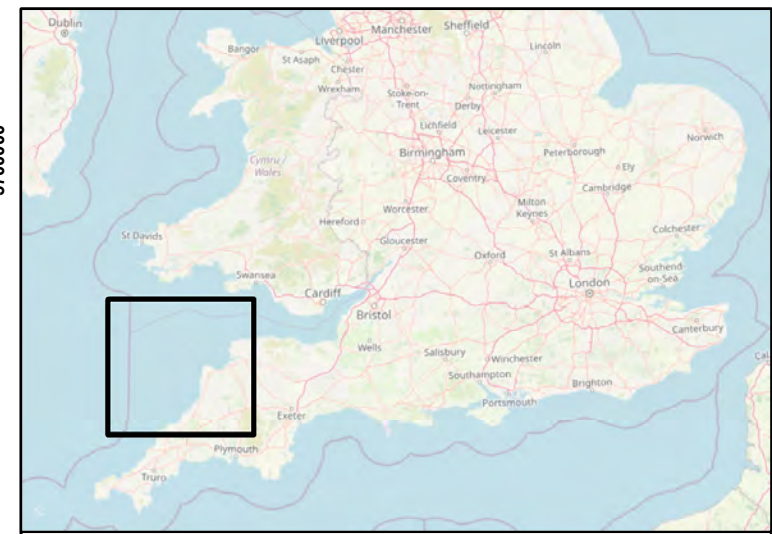 Dublin
Manchester
Sheffield
Liverpool
Bangor
St Asaph
Chester
Lincoln
Wrexham
Stoke-on-
Trent
Nottingham
Derby
Lichfield
Leicester
Norwich
Birmingham
Peterborough
Cymru /
Wales
Ely
Coventry
Cambridge
Worcester
Milton
Keynes
Hereford
St Davids
Gloucester
Colchester
Oxford
St Albans
Swansea
Southend
-on-Sea
Cardiff
London
Bristol
Canterbury
Wells
Salisbury
Winchester
Cal
Southampton
Brighton
Portsmouth
Exeter
Plymouth
Truro